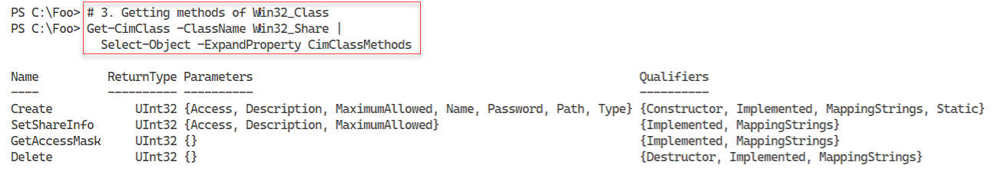 PS C:\Foo> # 3. Getting methods of Win32_Class
PS C:\Foo> Get-CimClass -ClassName Win32_Share |
Select-Object -ExpandProperty CimClassMethods
Name ReturnType Parameters Qualifiers
---- ---------- ---------- ----------
Create UInt32 {Access, Description, MaximumAllowed, Name, Password, Path, Type} {Constructor, Implemented, MappingStrings, Static}
SetShareInfo UInt32 {Access, Description, MaximumAllowed} {Implemented, MappingStrings}
GetAccessMask UInt32 {} {Implemented, MappingStrings}
Delete UInt32 {} {Destructor, Implemented, MappingStrings}